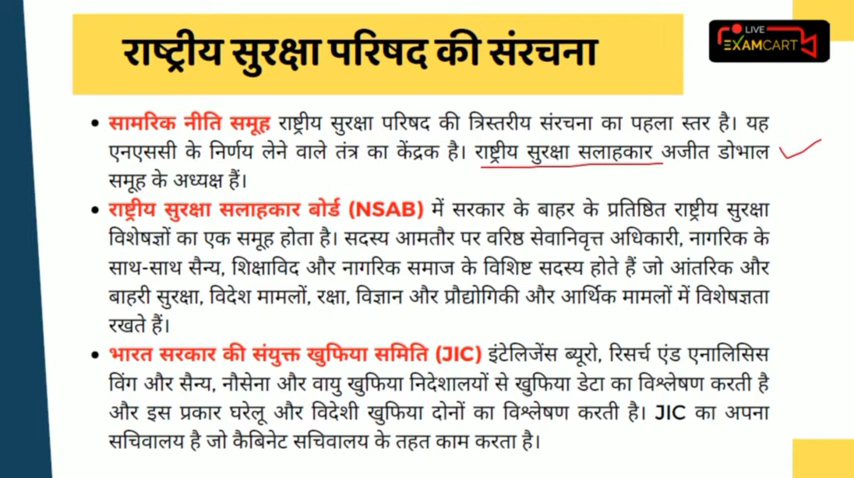 राष्ट्रीय सुरक्षा परिषद की संरचना
LIVE
EXAMCART
• सामरिक नीति समूह राष्ट्रीय सुरक्षा परिषद की त्रिस्तरीय संरचना का पहला स्तर है। यह
एनएससी के निर्णय लेने वाले तंत्र का केंद्रक है। राष्ट्रीय सुरक्षा सलाहकार अजीत डोभाल
समूह के अध्यक्ष हैं।
• राष्ट्रीय सुरक्षा सलाहकार बोर्ड (NSAB) में सरकार के बाहर के प्रतिष्ठित राष्ट्रीय सुरक्षा
विशेषज्ञों का एक समूह होता है। सदस्य आमतौर पर वरिष्ठ सेवानिवृत्त अधिकारी, नागरिक के
साथ-साथ सैन्य, शिक्षाविद और नागरिक समाज के विशिष्ट सदस्य होते हैं जो आंतरिक और
बाहरी सुरक्षा, विदेश मामलों, रक्षा, विज्ञान और प्रौद्योगिकी और आर्थिक मामलों में विशेषज्ञता
रखते हैं।
• भारत सरकार की संयुक्त खुफिया समिति (JIC) इंटेलिजेंस ब्यूरो, रिसर्च एंड एनालिसिस
विंग और सैन्य, नौसेना और वायु खुफिया निदेशालयों से खुफिया डेटा का विश्लेषण करती है
और इस प्रकार घरेलू और विदेशी खुफिया दोनों का विश्लेषण करती है। JIC का अपना
सचिवालय है जो कैबिनेट सचिवालय के तहत काम करता है।